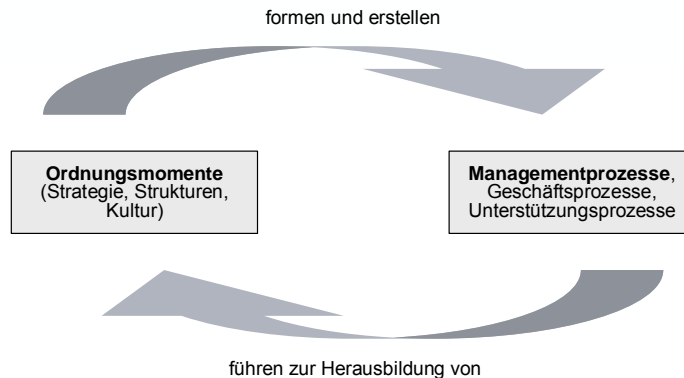 formen und erstellen
Ordnungsmomente
(Strategie, Strukturen,
Kultur)
Managementprozesse,
Geschäftsprozesse,
Unterstützungsprozesse
führen zur Herausbildung von